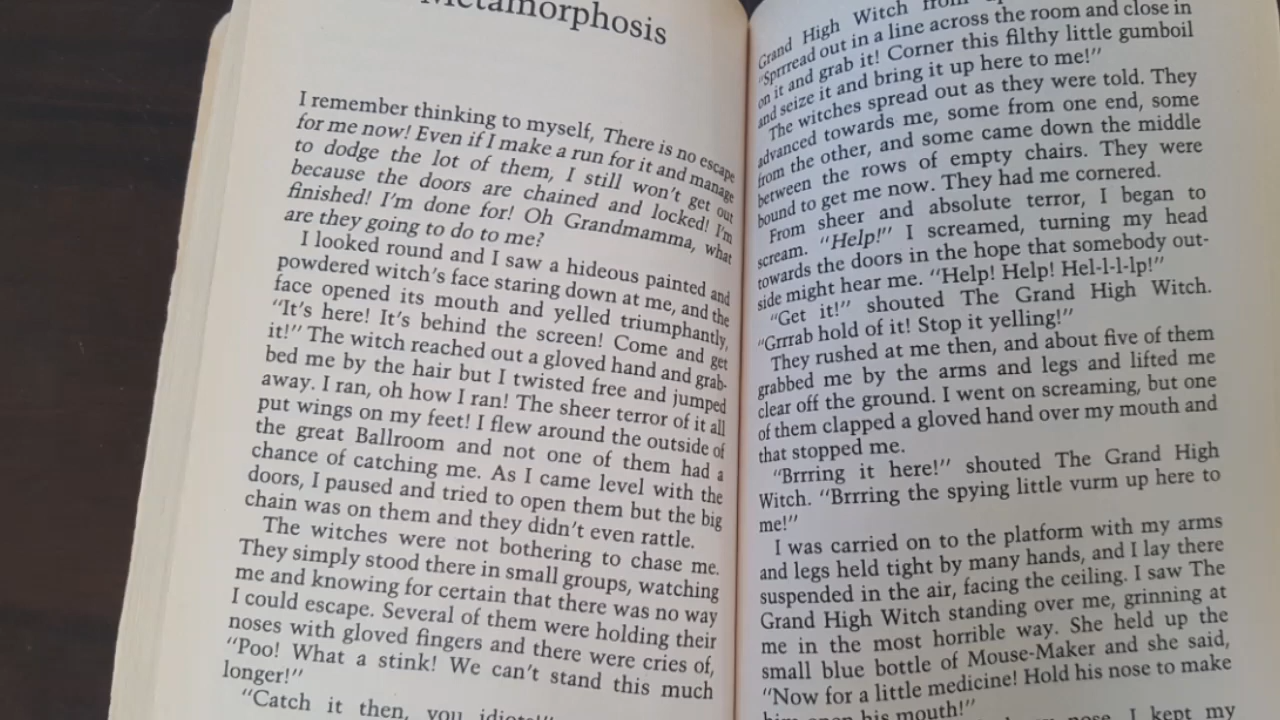 Metamorphosis
I remember thinking to myself, There is no escape
for me now! Even if I make a run for it and manage
to dodge the lot of them, I still won't get out
because the doors are chained and locked! I'm
finished! I'm done for! Oh Grandmamma, what
are they going to do to me?
I looked round and I saw a hideous painted and
powdered witch's face staring down at me, and the
face opened its mouth and yelled triumphantly,
"It's here! It's behind the screen! Come and get
it!" The witch reached out a gloved hand and grab-
bed me by the hair but I twisted free and jumped
away. I ran, oh how I ran! The sheer terror of it all
put wings on my feet! I flew around the outside of
the great Ballroom and not one of them had a
chance of catching me. As I came level with the
doors, I paused and tried to open them but the big
chain was on them and they didn't even rattle.
The witches were not bothering to chase me.
They simply stood there in small groups, watching
me and knowing for certain that there was no way
I could escape. Several of them were holding their
noses with gloved fingers and there were cries of,
"Poo! What a stink! We can't stand this much
longer!"
"Catch it then, you idiots!"
Grand High Witch from
"Sprrread out in a line across the room and close in
on it and grab it! Corner this filthy little gumboil
and seize it and bring it up here to me!"
The witches spread out as they were told. They
advanced towards me, some from one end, some
from the other, and some came down the middle
between the rows of empty chairs. They were
bound to get me now. They had me cornered.
From sheer and absolute terror, I began to
scream. "Help!" I screamed, turning my head
towards the doors in the hope that somebody out-
side might hear me. "Help! Help! Hel-l-l-lp!"
"Get it!" shouted The Grand High Witch.
"Grrrab hold of it! Stop it yelling!"
They rushed at me then, and about five of them
grabbed me by the arms and legs and lifted me
clear off the ground. I went on screaming, but one
of them clapped a gloved hand over my mouth and
that stopped me.
"Brrring it here!" shouted The Grand High
Witch. "Brrring the spying little vurm up here to
me!"
I was carried on to the platform with my arms
and legs held tight by many hands, and I lay there
suspended in the air, facing the ceiling. I saw The
Grand High Witch standing over me, grinning at
me in the most horrible way. She held up the
small blue bottle of Mouse-Maker and she said,
"Now for a little medicine! Hold his nose to make
him open his mouth!"
nose. I kept my